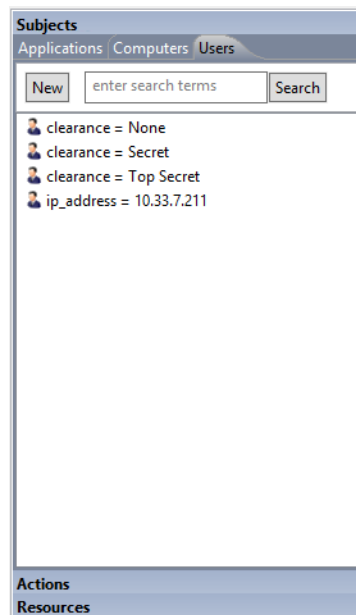 Subjects
Applications Computers Users
New enter search terms Search
clearance = None
clearance = Secret
clearance = Top Secret
ip_address = 10.33.7.211
Actions
Resources